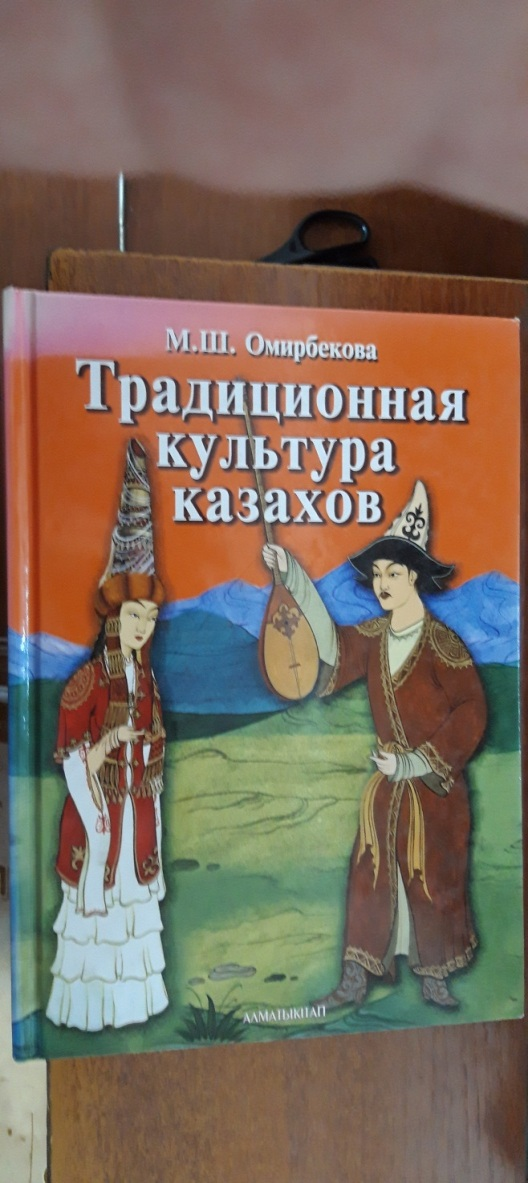 М.Ш. Омирбекова
Традиционная
культура
казахов
АЛМАТЫКІТАП